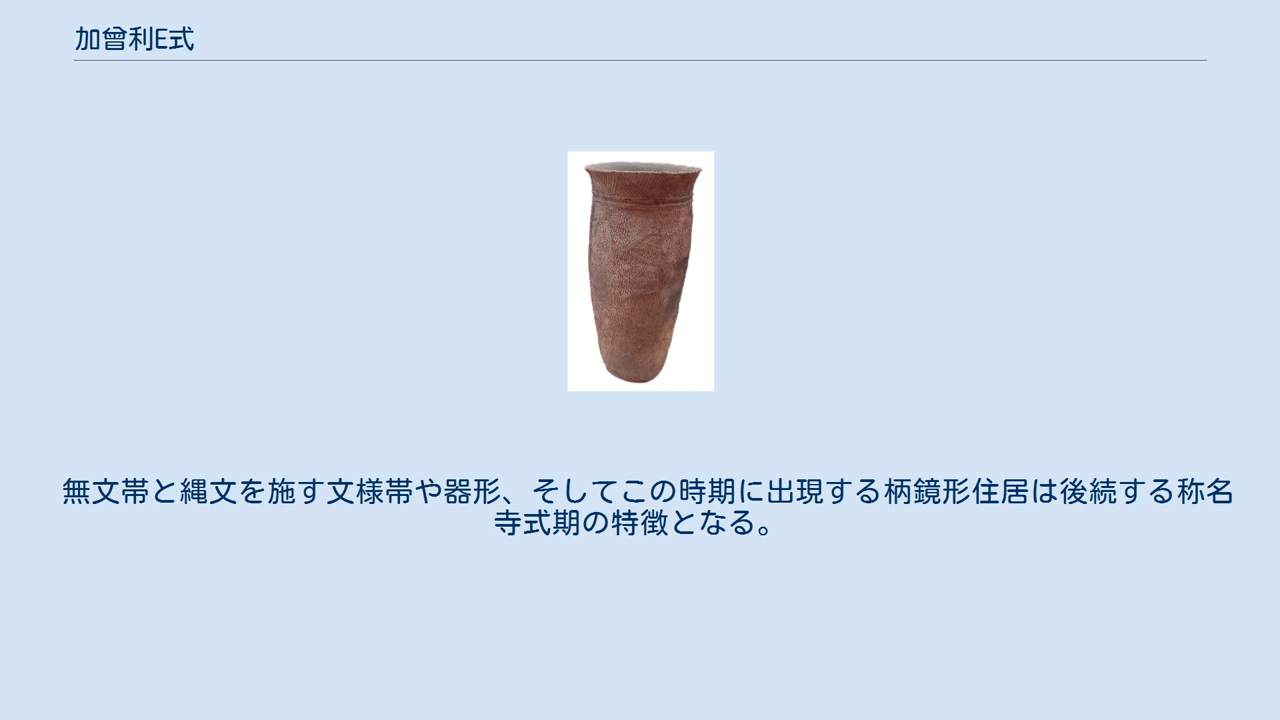 加曾利E式
無文帯と縄文を施す文様帯や器形、そしてこの時期に出現する柄鏡形住居は後続する称名
寺式期の特徴となる。